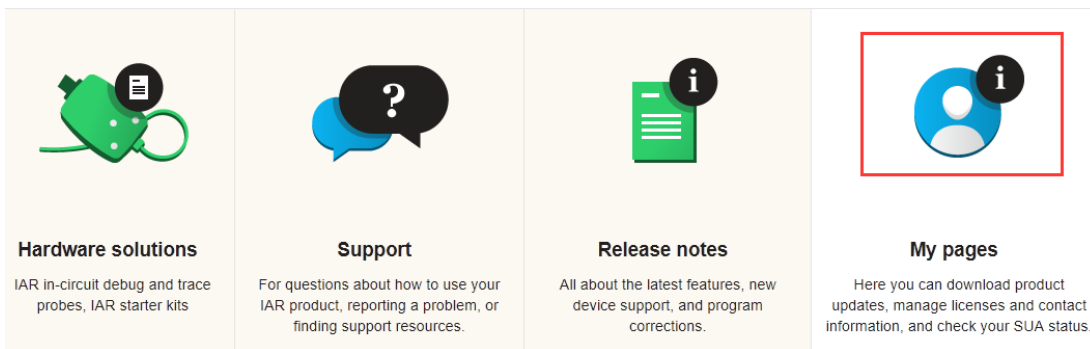 ?
i
i
Hardware solutions
IAR in-circuit debug and trace
probes, IAR starter kits
Support
For questions about how to use your
IAR product, reporting a problem, or
finding support resources.
Release notes
All about the latest features, new
device support, and program
corrections.
My pages
Here you can download product
updates, manage licenses and contact
information, and check your SUA status.